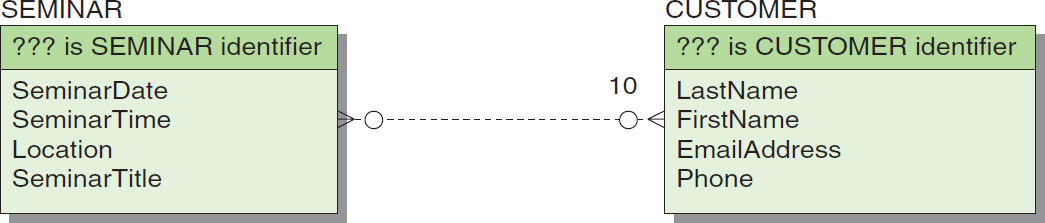 SEMINAR
??? is SEMINAR identifier
SeminarDate
SeminarTime
Location
SeminarTitle
10
CUSTOMER
??? is CUSTOMER identifier
LastName
FirstName
EmailAddress
Phone